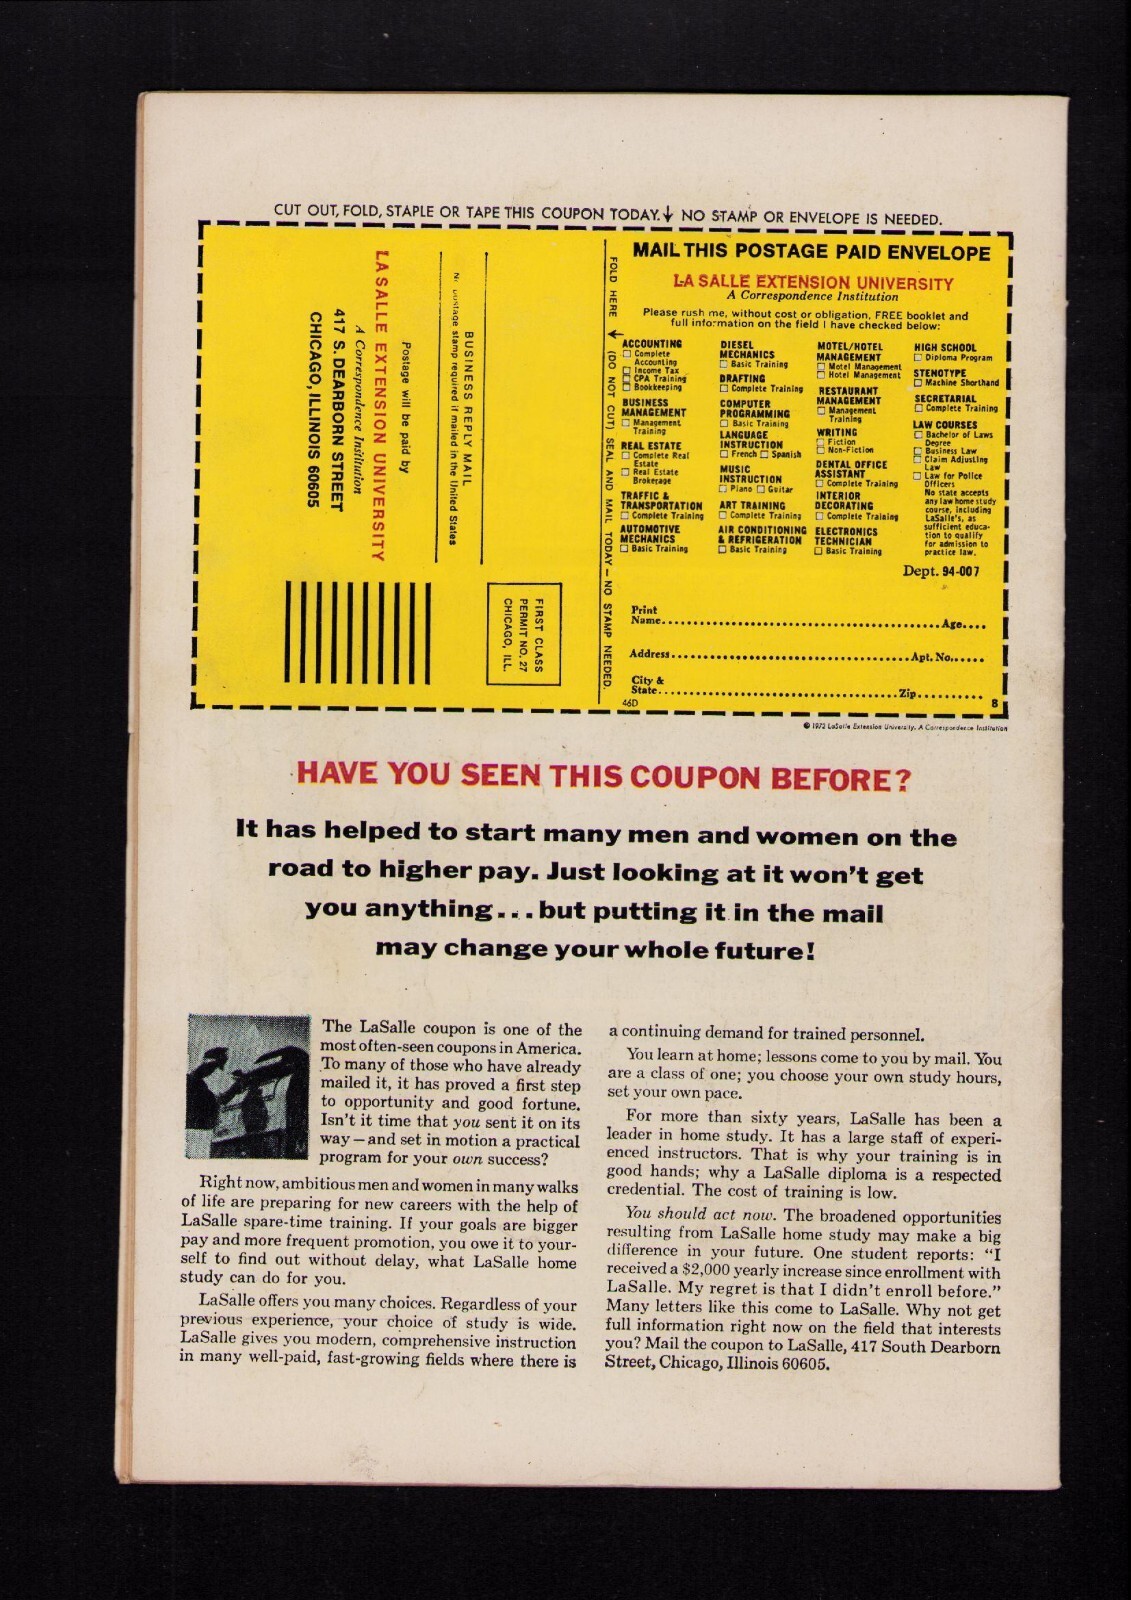 CUT OUT, FOLD, STAPLE OR TAPE THIS COUPON TODAY. ↓ NO STAMP OR ENVELOPE IS NEEDED.
LA SALLE EXTENSION UNIVERSITY
A Correspondence Institution
417 S. DEARBORN STREET
CHICAGO, ILLINOIS 60605
Postage will be paid by
BUSINESS REPLY MAIL
postage stamp required if mailed in the United States
FIRST CLASS
PERMIT NO. 27
CHICAGO, ILL.
FOLD HERE ↓ (DO NOT CUT) SEAL AND MAIL TODAY — NO STAMP NEEDED.
MAIL THIS POSTAGE PAID ENVELOPE
LA SALLE EXTENSION UNIVERSITY
A Correspondence Institution
Please rush me, without cost or obligation, FREE booklet and
full information on the field I have checked below:
ACCOUNTING
☐ Complete
Accounting
☐ Income Tax
☐ CPA Training
☐ Bookkeeping
BUSINESS
MANAGEMENT
☐ Management
Training
REAL ESTATE
☐ Complete Real
Estate
☐ Real Estate
Brokerage
TRAFFIC &
TRANSPORTATION
☐ Complete Training
AUTOMOTIVE
MECHANICS
☐ Basic Training
DIESEL
MECHANICS
☐ Basic Training
DRAFTING
☐ Complete Training
COMPUTER
PROGRAMMING
☐ Basic Training
LANGUAGE
INSTRUCTION
☐ French ☐ Spanish
MUSIC
INSTRUCTION
☐ Piano ☐ Guitar
ART TRAINING
☐ Complete Training
AIR CONDITIONING
& REFRIGERATION
☐ Basic Training
MOTEL/HOTEL
MANAGEMENT
☐ Motel Management
☐ Hotel Management
RESTAURANT
MANAGEMENT
☐ Management
Training
WRITING
☐ Fiction
☐ Non-Fiction
DENTAL OFFICE
ASSISTANT
☐ Complete Training
INTERIOR
DECORATING
☐ Complete Training
ELECTRONICS
TECHNICIAN
☐ Basic Training
HIGH SCHOOL
☐ Diploma Program
STENOTYPE
☐ Machine Shorthand
SECRETARIAL
☐ Complete Training
LAW COURSES
☐ Bachelor of Laws
Degree
☐ Business Law
☐ Claim Adjusting
Law
☐ Law for Police
Officers
No state accepts
any law home study
course, including
LaSalle's, as
sufficient educa-
tion to qualify
for admission to
practice law.
Dept. 94-007
Print
Name.............Age....
Address.............Apt. No......
City &
State.............Zip..........
46D 8
© 1972 LaSalle Extension University, A Correspondence Institution
HAVE YOU SEEN THIS COUPON BEFORE?
It has helped to start many men and women on the
road to higher pay. Just looking at it won't get
you anything... but putting it in the mail
may change your whole future!
The LaSalle coupon is one of the
most often-seen coupons in America.
To many of those who have already
mailed it, it has proved a first step
to opportunity and good fortune.
Isn't it time that you sent it on its
way—and set in motion a practical
program for your own success?
Right now, ambitious men and women in many walks
of life are preparing for new careers with the help of
LaSalle spare-time training. If your goals are bigger
pay and more frequent promotion, you owe it to your-
self to find out without delay, what LaSalle home
study can do for you.
LaSalle offers you many choices. Regardless of your
previous experience, your choice of study is wide.
LaSalle gives you modern, comprehensive instruction
in many well-paid, fast-growing fields where there is
a continuing demand for trained personnel.
You learn at home; lessons come to you by mail. You
are a class of one; you choose your own study hours,
set your own pace.
For more than sixty years, LaSalle has been a
leader in home study. It has a large staff of experi-
enced instructors. That is why your training is in
good hands; why a LaSalle diploma is a respected
credential. The cost of training is low.
You should act now. The broadened opportunities
resulting from LaSalle home study may make a big
difference in your future. One student reports: "I
received a $2,000 yearly increase since enrollment with
LaSalle. My regret is that I didn't enroll before."
Many letters like this come to LaSalle. Why not get
full information right now on the field that interests
you? Mail the coupon to LaSalle, 417 South Dearborn
Street, Chicago, Illinois 60605.